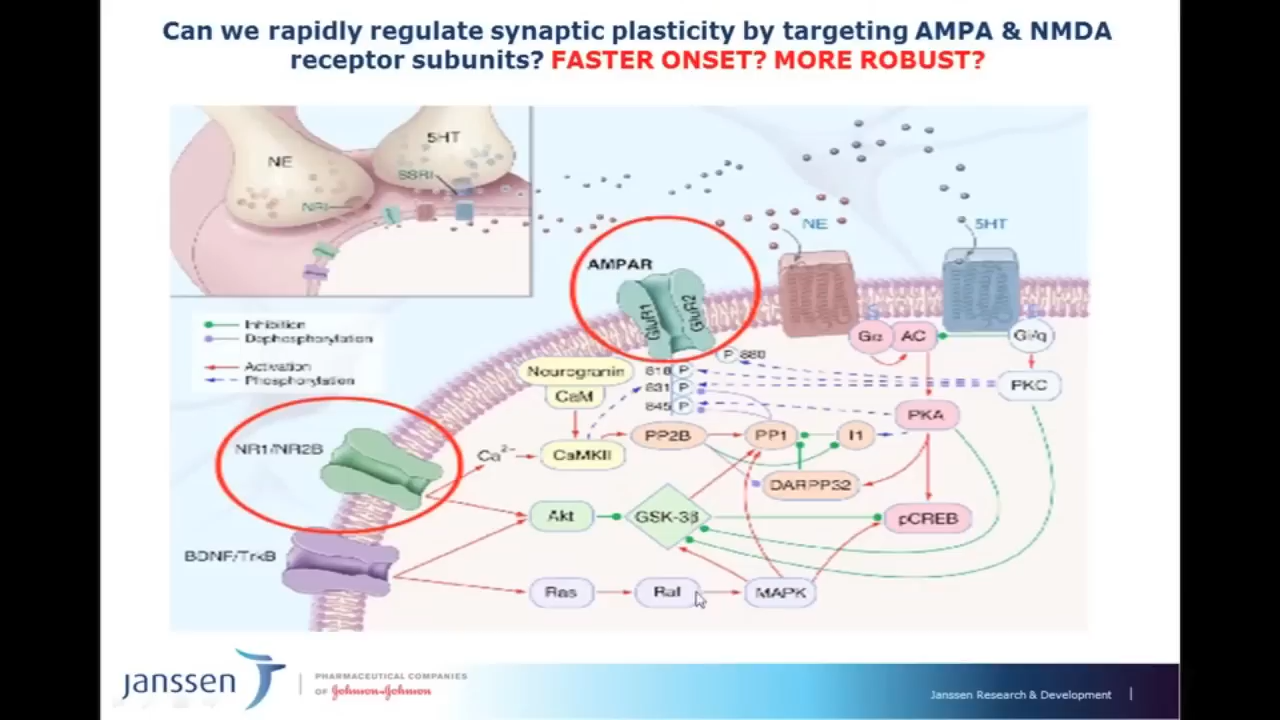 Can we rapidly regulate synaptic plasticity by targeting AMPA & NMDA
receptor subunits? FASTER ONSET? MORE ROBUST?
NE
5HT
SSRI
NRI
NE
5HT
AMPAR
GluR1
GluR2
Inhibition
Dephosphorylation
Activation
Phosphorylation
Gα
AC
Gi/q
P 880
Neurogranin
818 P
831 P
845 P
CaM
PKC
PKA
NR1/NR2B
Ca
CaMKII
PP2B
PP1
I1
DARPP32
Akt
GSK-3β
pCREB
BDNF/TrkB
Ras
Raf
MAPK
janssen
PHARMACEUTICAL COMPANIES
OF Johnson+Johnson
Janssen Research & Development